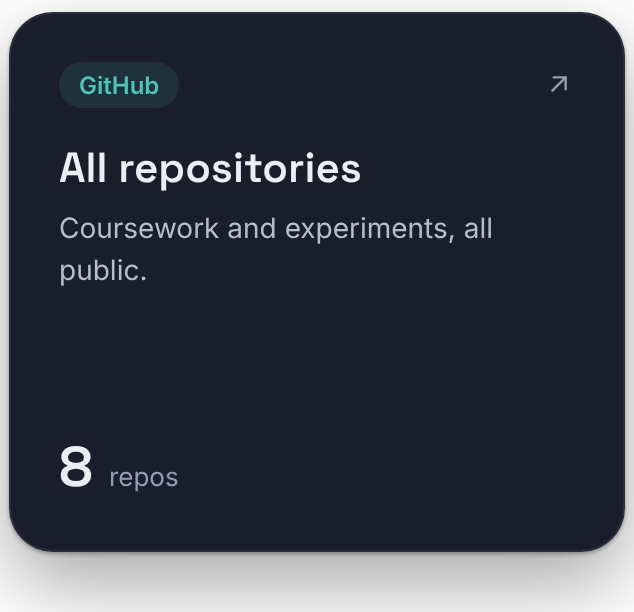 GitHub
All repositories
Coursework and experiments, all
public.
8 repos